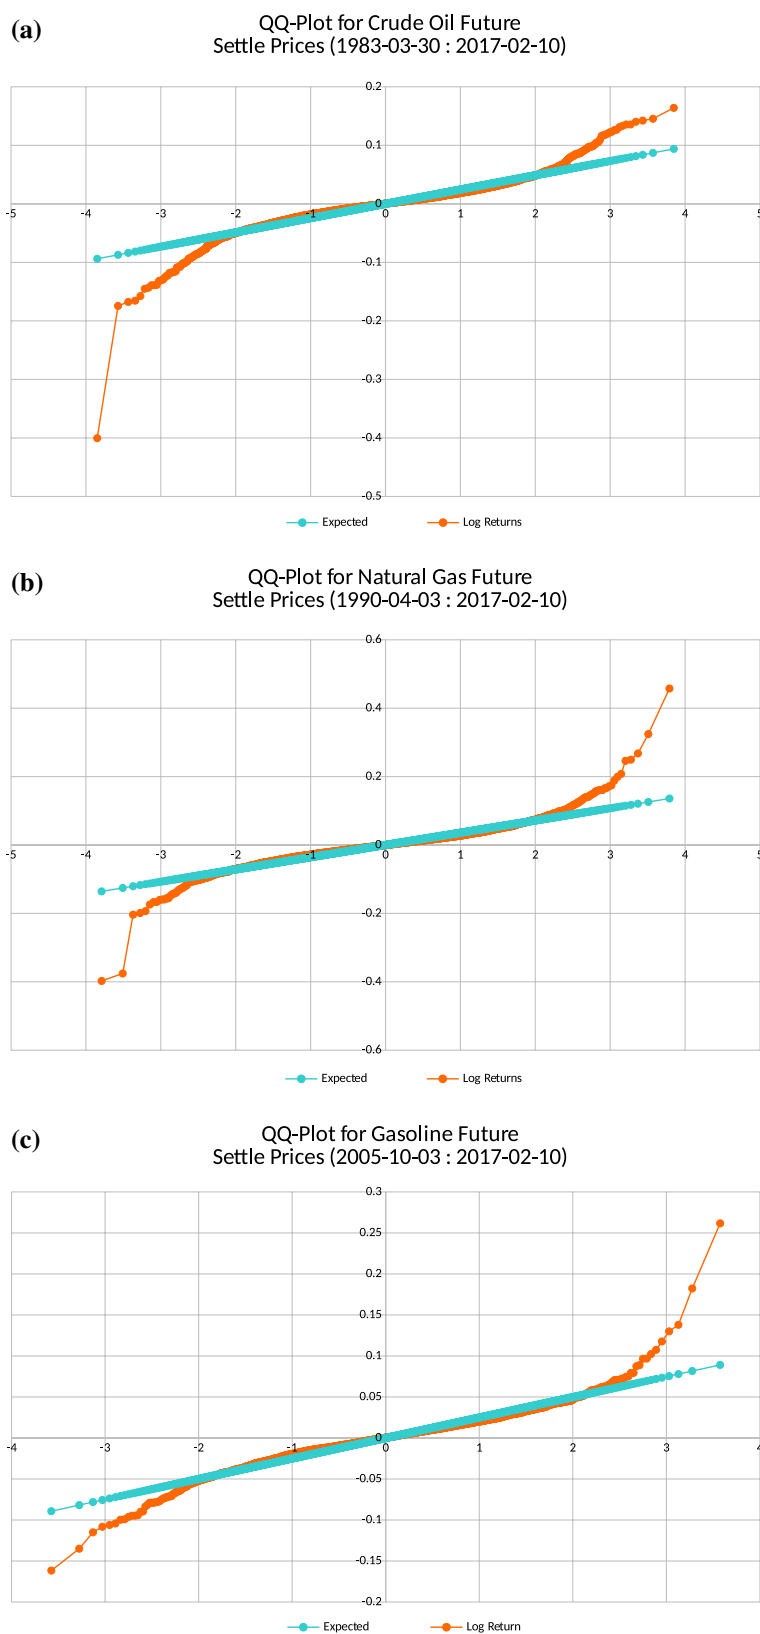 (a)
QQ-Plot for Crude Oil Future
Settle Prices (1983-03-30 : 2017-02-10)
0.2
0.1
-5 -4 -3 -2 -1 0 1 2 3 4 5
-0.1
-0.2
-0.3
-0.4
-0.5
Expected Log Returns
(b)
QQ-Plot for Natural Gas Future
Settle Prices (1990-04-03 : 2017-02-10)
0.6
0.4
0.2
0
-5 -4 -3 -2 -1 0 1 2 3 4 5
-0.2
-0.4
-0.6
Expected Log Returns
(c)
QQ-Plot for Gasoline Future
Settle Prices (2005-10-03 : 2017-02-10)
0.3
0.25
0.2
0.15
0.1
0.05
0
-4 -3 -2 -1 0 1 2 3 4
-0.05
-0.1
-0.15
-0.2
Expected Log Return